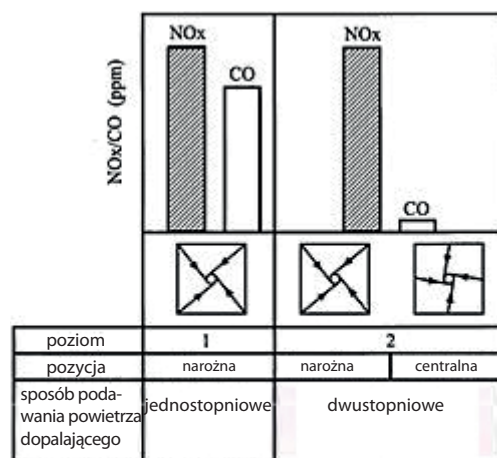 NOx/CO (ppm)
NOx
CO
NOx
CO
poziom 1 2
pozycja narożna narożna centralna
sposób poda-
wania powietrza
dopalającego
jednostopniowe dwustopniowe